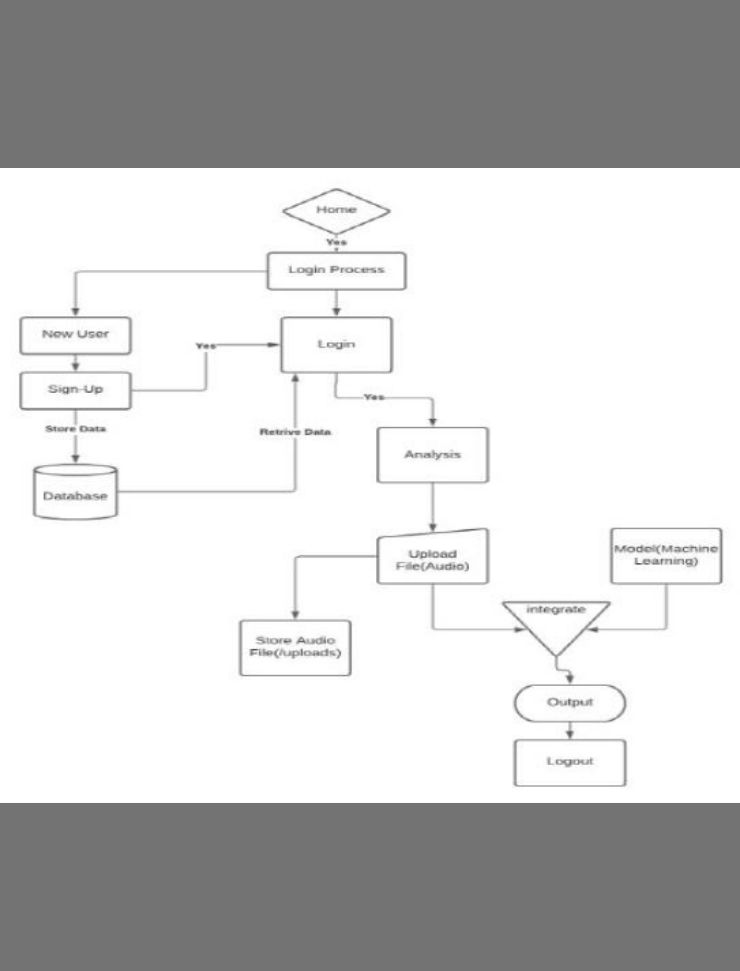 Home
Yes
Login Process
New User
Login
Yes
Sign-Up
Yes
Store Data
Retrive Data
Analysis
Database
Upload
File(Audio)
Model(Machine
Learning)
integrate
Store Audio
File(/uploads)
Output
Logout